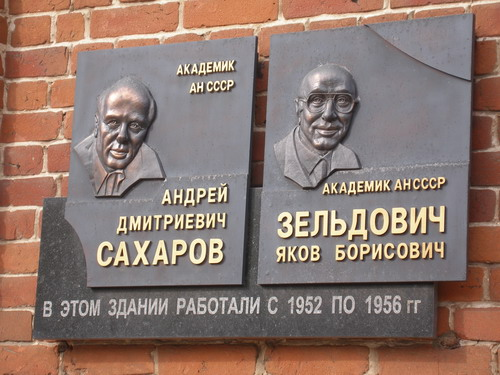 АКАДЕМИК
АН СССР
АНДРЕЙ
ДМИТРИЕВИЧ
САХАРОВ
АКАДЕМИК АН СССР
ЗЕЛЬДОВИЧ
ЯКОВ БОРИСОВИЧ
В ЭТОМ ЗДАНИИ РАБОТАЛИ С 1952 ПО 1956 гг